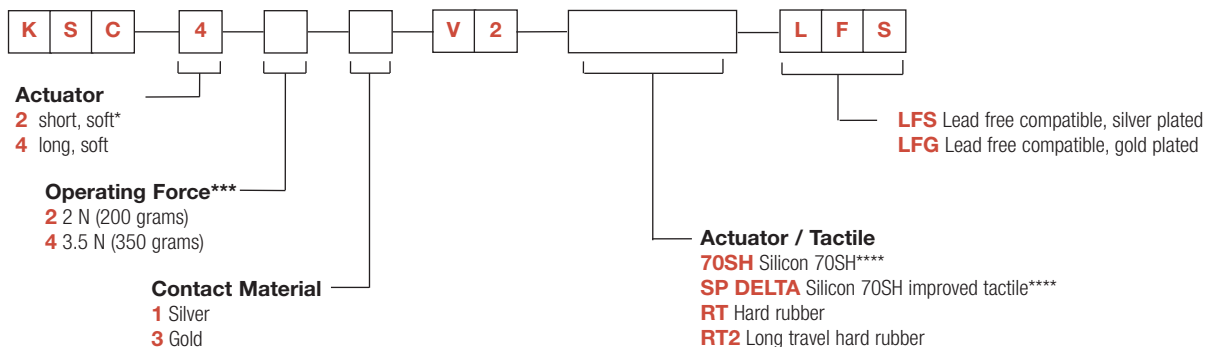 K S C 4 V 2 L F S
Actuator
2 short, soft*
4 long, soft
LFS Lead free compatible, silver plated
LFG Lead free compatible, gold plated
Operating Force***
2 2 N (200 grams)
4 3.5 N (350 grams)
Actuator / Tactile
70SH Silicon 70SH****
SP DELTA Silicon 70SH improved tactile****
RT Hard rubber
RT2 Long travel hard rubber
Contact Material
1 Silver
3 Gold